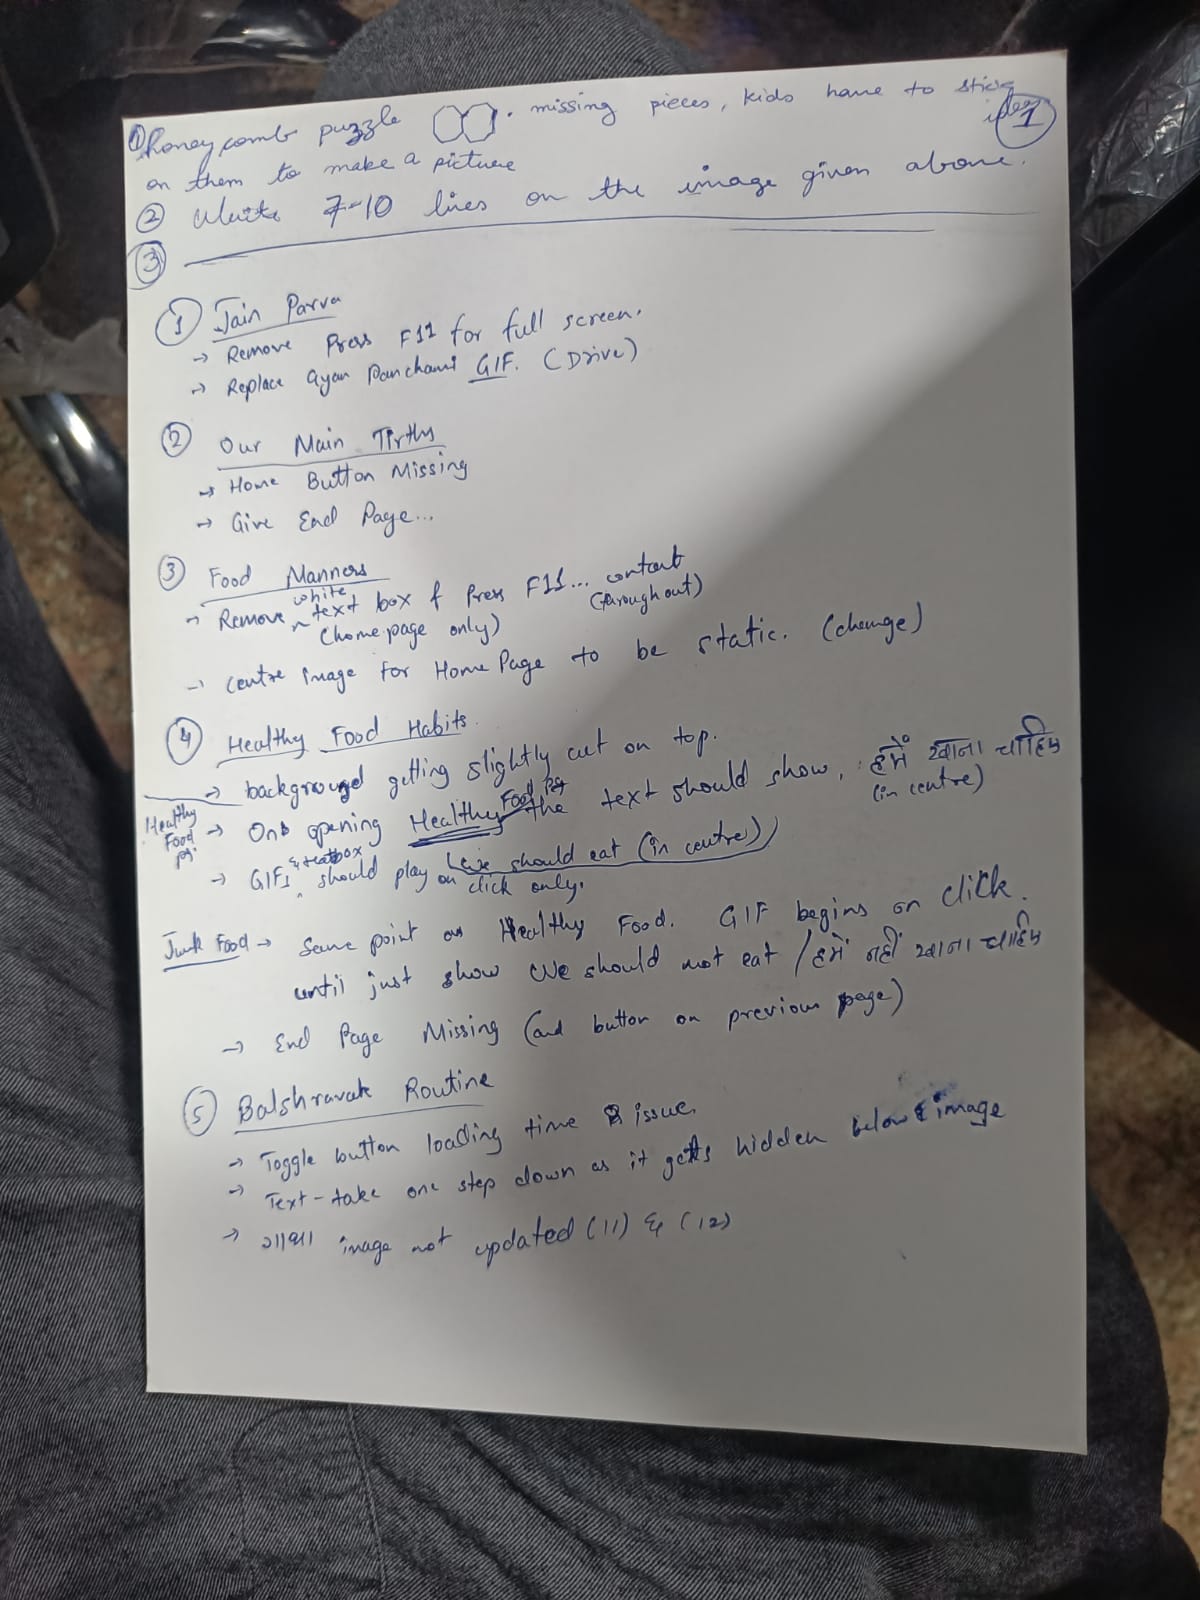 ① honeycomb puzzle . missing pieces, kids have to stick
1
on them to make a picture
② Write 7-10 lines on the image given above.
③
① Jain Parva
→ Remove Press F11 for full screen.
→ Replace Gyan Panchami GIF. (Drive)
② Our Main Tirths
→ Home Button Missing
→ Give End Page...
③ Food Manners
→ Remove white text box & Press F11... content
(home page only) (throughout)
→ centre image for Home Page to be static. (change)
④ Healthy Food Habits.
→ background getting slightly cut on top.
Healthy Food pg. → On opening Healthy Food pg the text should show, हमें खाना चाहिए
(in centre)
We should eat (in centre)
→ GIFs & textbox should play on click only.
Junk Food → Same point as Healthy Food. GIF begins on click.
until just show We should not eat / हमें नहीं खाना चाहिए
→ End Page Missing (and button on previous page)
⑤ Balshravak Routine
→ Toggle button loading time issue.
→ Text - take one step down as it gets hidden below image
→ गाथा image not updated (11) & (12)